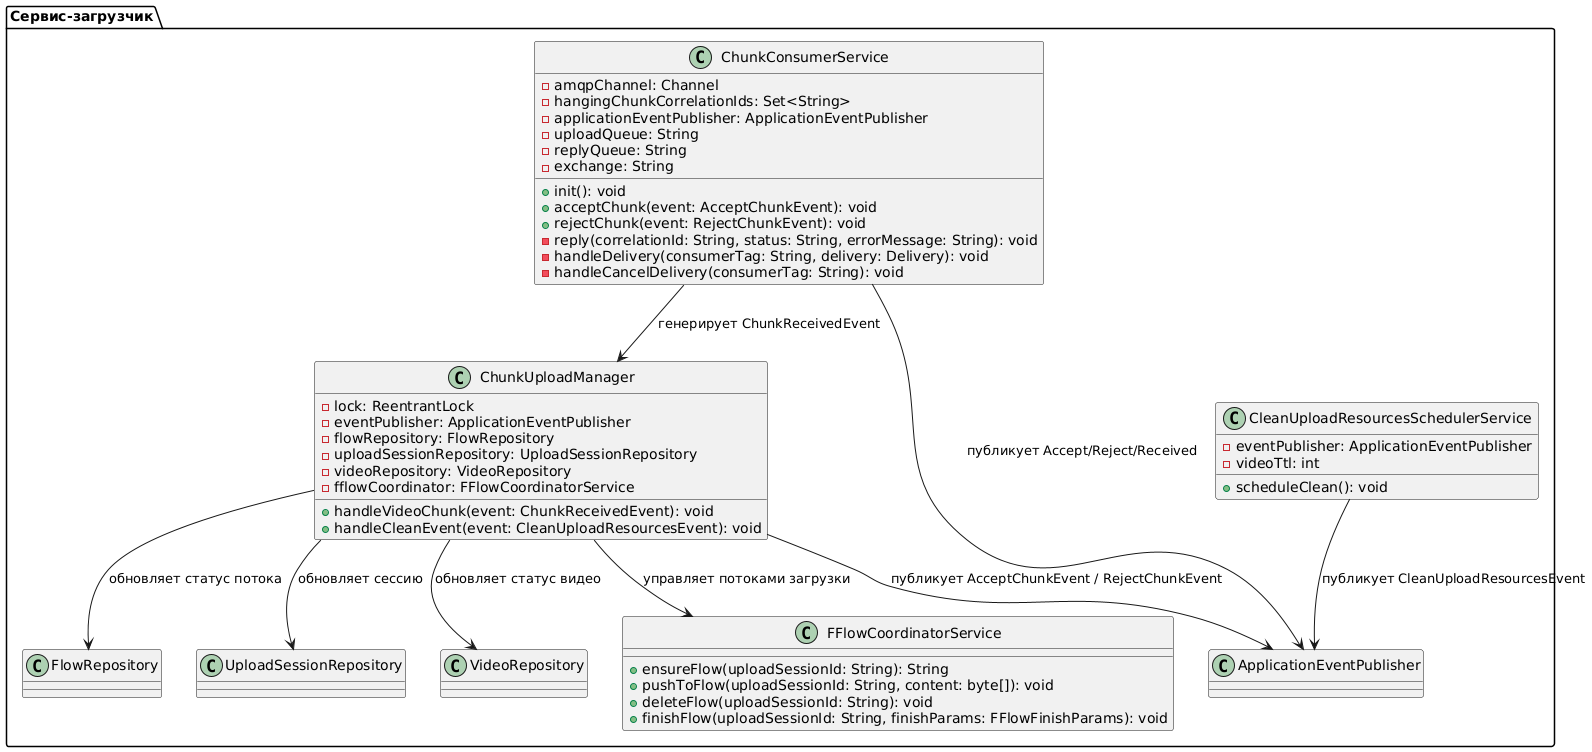 Сервис-загрузчик
C ChunkConsumerService
amqpChannel: Channel
hangingChunkCorrelationIds: Set<String>
applicationEventPublisher: ApplicationEventPublisher
uploadQueue: String
replyQueue: String
exchange: String
init(): void
acceptChunk(event: AcceptChunkEvent): void
rejectChunk(event: RejectChunkEvent): void
reply(correlationId: String, status: String, errorMessage: String): void
handleDelivery(consumerTag: String, delivery: Delivery): void
handleCancelDelivery(consumerTag: String): void
генерирует ChunkReceivedEvent
C ChunkUploadManager
lock: ReentrantLock
eventPublisher: ApplicationEventPublisher
flowRepository: FlowRepository
uploadSessionRepository: UploadSessionRepository
videoRepository: VideoRepository
fflowCoordinator: FFlowCoordinatorService
handleVideoChunk(event: ChunkReceivedEvent): void
handleCleanEvent(event: CleanUploadResourcesEvent): void
публикует Accept/Reject/Received
C CleanUploadResourcesSchedulerService
eventPublisher: ApplicationEventPublisher
videoTtl: int
scheduleClean(): void
обновляет статус потока
обновляет сессию
обновляет статус видео
управляет потоками загрузки
публикует AcceptChunkEvent / RejectChunkEvent
публикует CleanUploadResourcesEvent
C FlowRepository
C UploadSessionRepository
C VideoRepository
C FFlowCoordinatorService
ensureFlow(uploadSessionId: String): String
pushToFlow(uploadSessionId: String, content: byte[]): void
deleteFlow(uploadSessionId: String): void
finishFlow(uploadSessionId: String, finishParams: FFlowFinishParams): void
C ApplicationEventPublisher